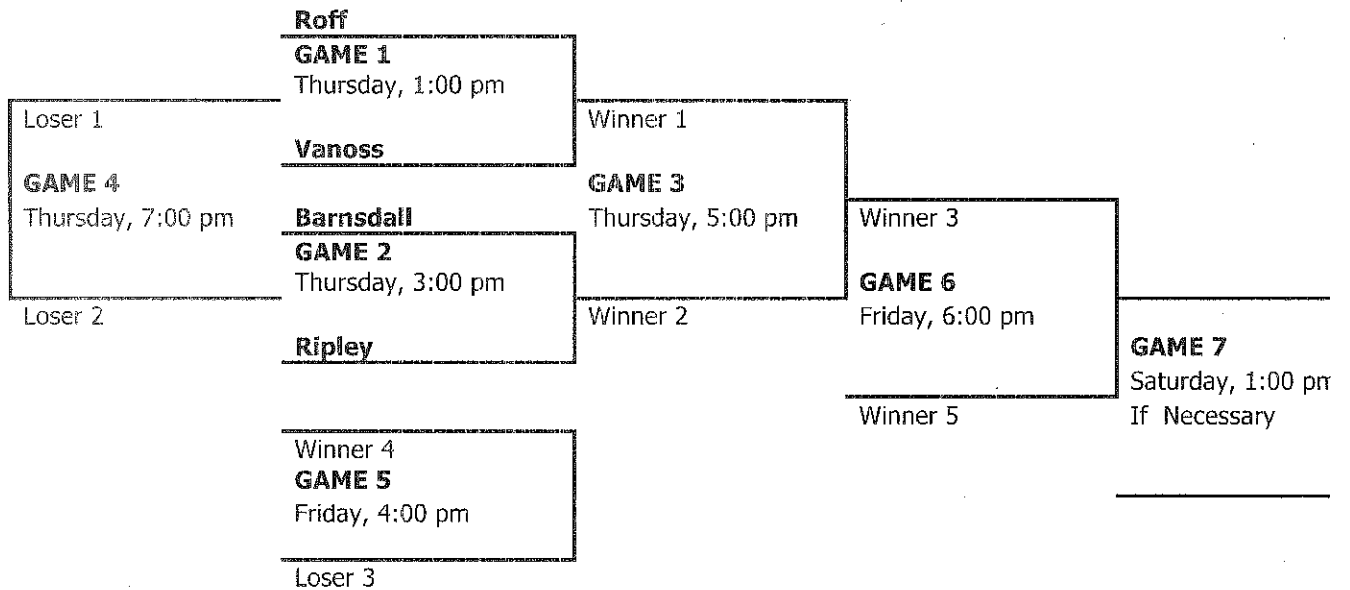 Roff
GAME 1
Thursday, 1:00 pm
Loser 1
Winner 1
Vanoss
GAME 4
GAME 3
Thursday, 7:00 pm
Barnsdall
Thursday, 5:00 pm
Winner 3
GAME 2
Thursday, 3:00 pm
GAME 6
Loser 2
Winner 2
Friday, 6:00 pm
Ripley
GAME 7
Saturday, 1:00 pm
Winner 5
If Necessary
Winner 4
GAME 5
Friday, 4:00 pm
Loser 3